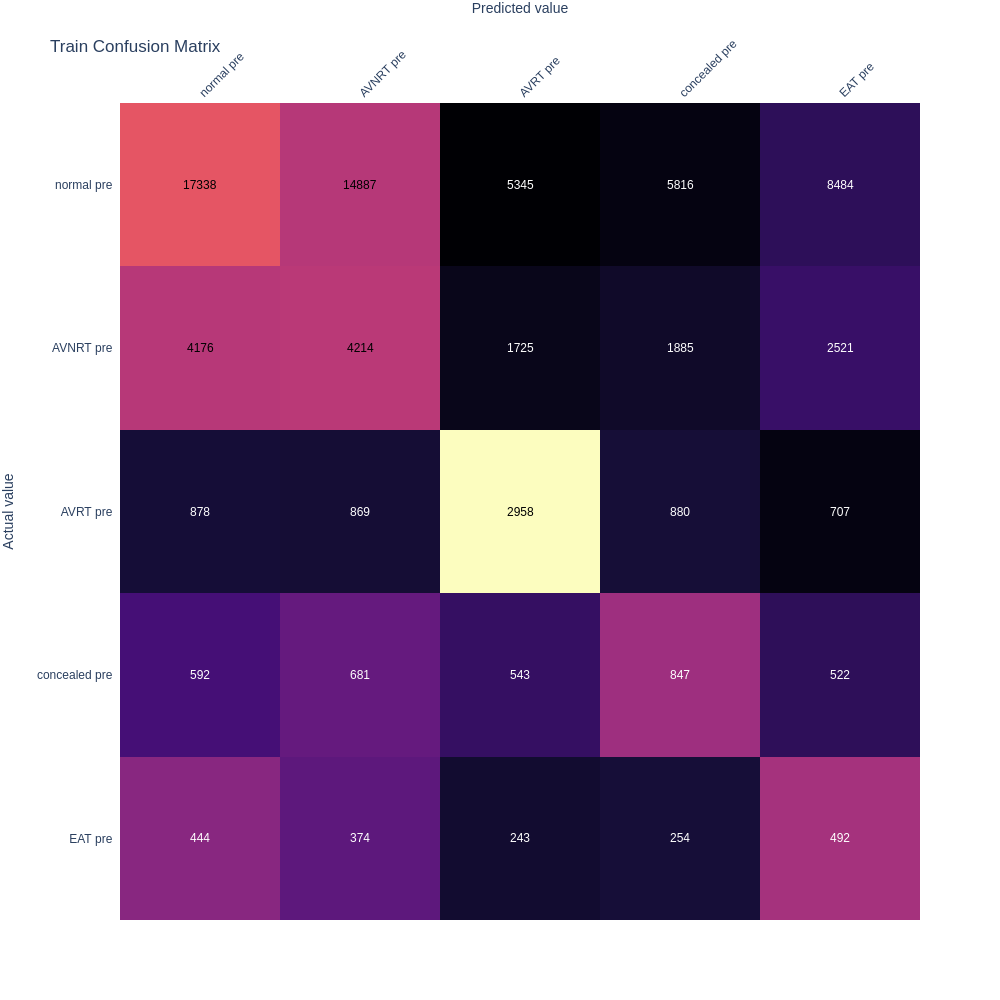 Predicted value
Train Confusion Matrix
normal pre
AVNRT pre
AVRT pre
concealed pre
EAT pre
normal pre 17338 14887 5345 5816 8484
AVNRT pre 4176 4214 1725 1885 2521
AVRT pre 878 869 2958 880 707
concealed pre 592 681 543 847 522
EAT pre 444 374 243 254 492
Actual value